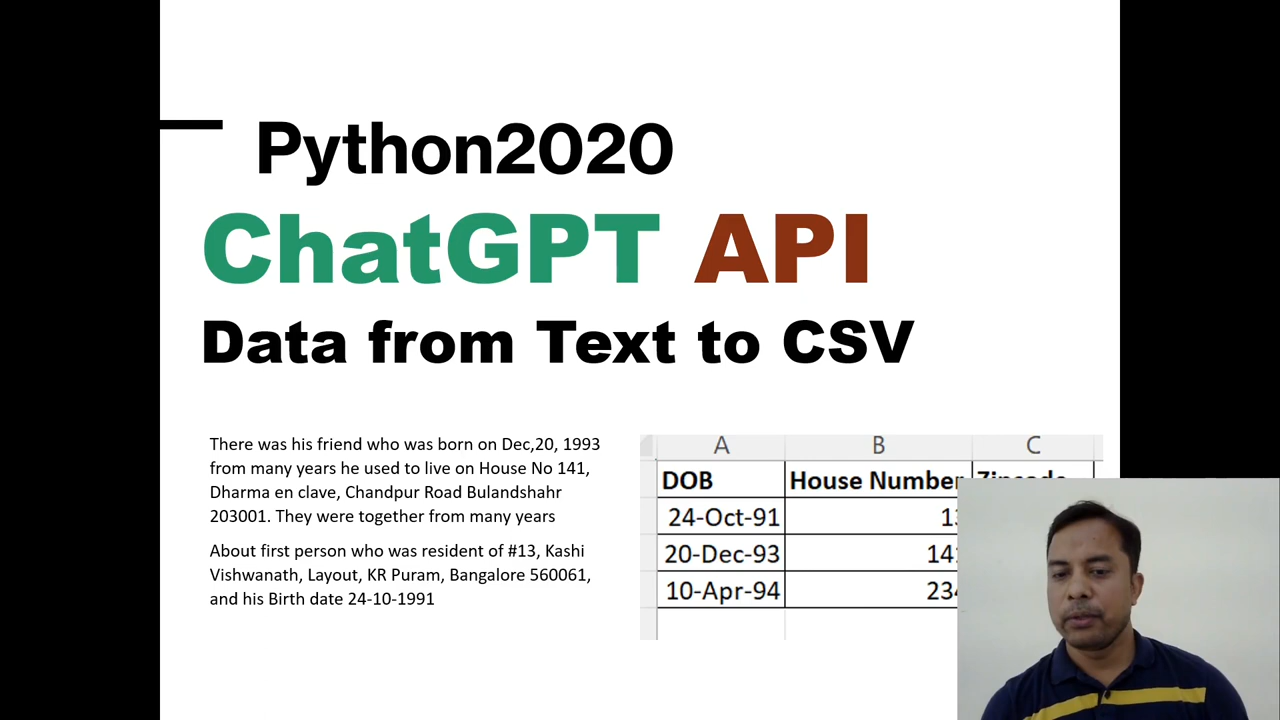 Python2020
ChatGPT API
Data from Text to CSV
There was his friend who was born on Dec,20, 1993
from many years he used to live on House No 141,
Dharma en clave, Chandpur Road Bulandshahr
203001. They were together from many years
About first person who was resident of #13, Kashi
Vishwanath, Layout, KR Puram, Bangalore 560061,
and his Birth date 24-10-1991
A B C
DOB House Number Zipcode
24-Oct-91 13
20-Dec-93 141
10-Apr-94 234